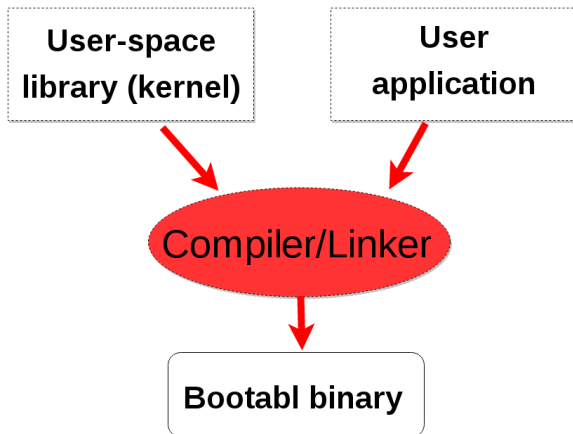 User-space
library (kernel)
User
application
Compiler/Linker
Bootabl binary